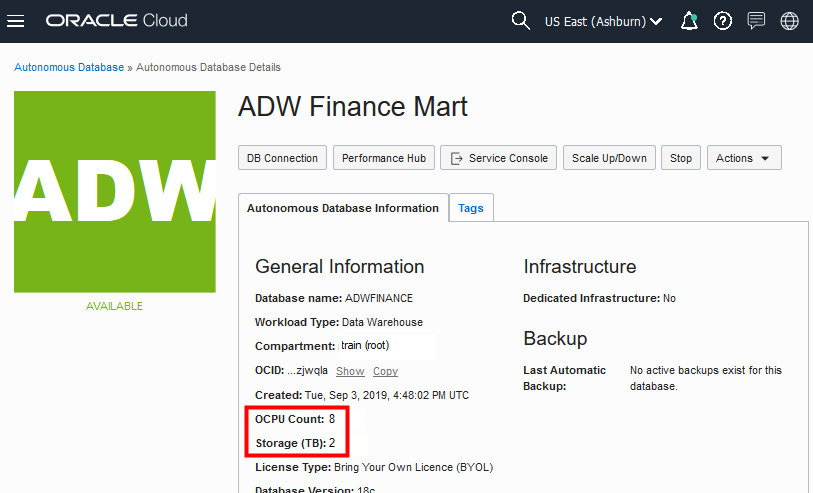 ORACLE Cloud
US East (Ashburn)
Autonomous Database » Autonomous Database Details
ADW
AVAILABLE
ADW Finance Mart
DB Connection
Performance Hub
Service Console
Scale Up/Down
Stop
Actions
Autonomous Database Information
Tags
General Information
Database name: ADWFINANCE
Workload Type: Data Warehouse
Compartment: train (root)
OCID: ...zjwqla Show Copy
Created: Tue, Sep 3, 2019, 4:48:02 PM UTC
OCPU Count: 8
Storage (TB): 2
License Type: Bring Your Own Licence (BYOL)
Database Version: 18c
Infrastructure
Dedicated Infrastructure: No
Backup
Last Automatic Backup: No active backups exist for this
database.